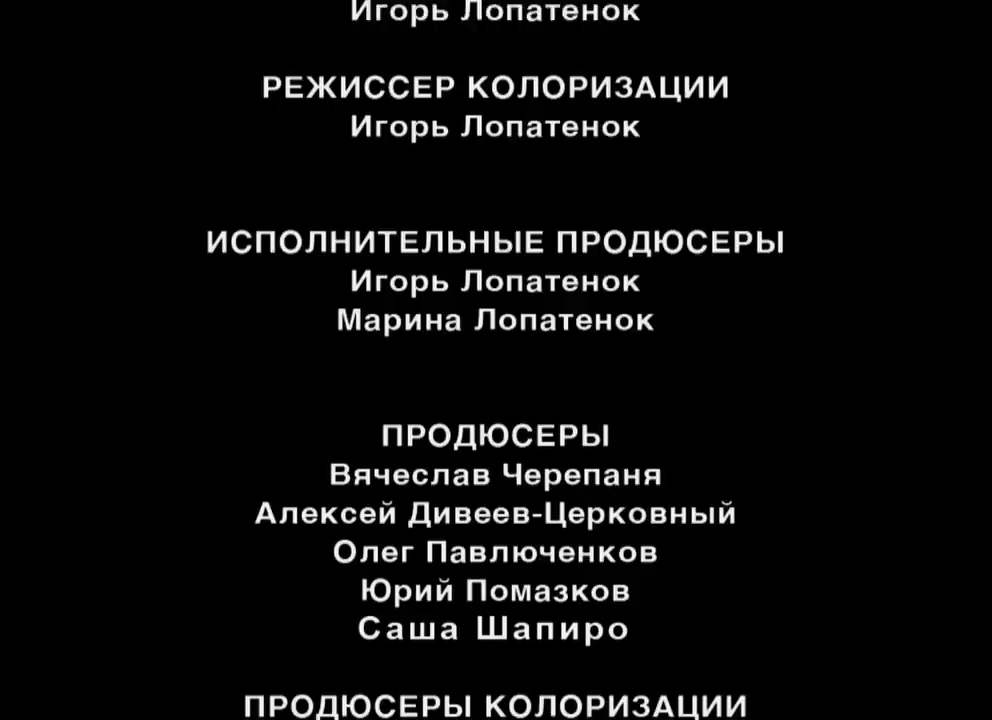 Игорь Лопатенок
РЕЖИССЕР КОЛОРИЗАЦИИ
Игорь Лопатенок
ИСПОЛНИТЕЛЬНЫЕ ПРОДЮСЕРЫ
Игорь Лопатенок
Марина Лопатенок
ПРОДЮСЕРЫ
Вячеслав Черепаня
Алексей Дивеев-Церковный
Олег Павлюченков
Юрий Помазков
Саша Шапиро
ПРОДЮСЕРЫ КОЛОРИЗАЦИИ